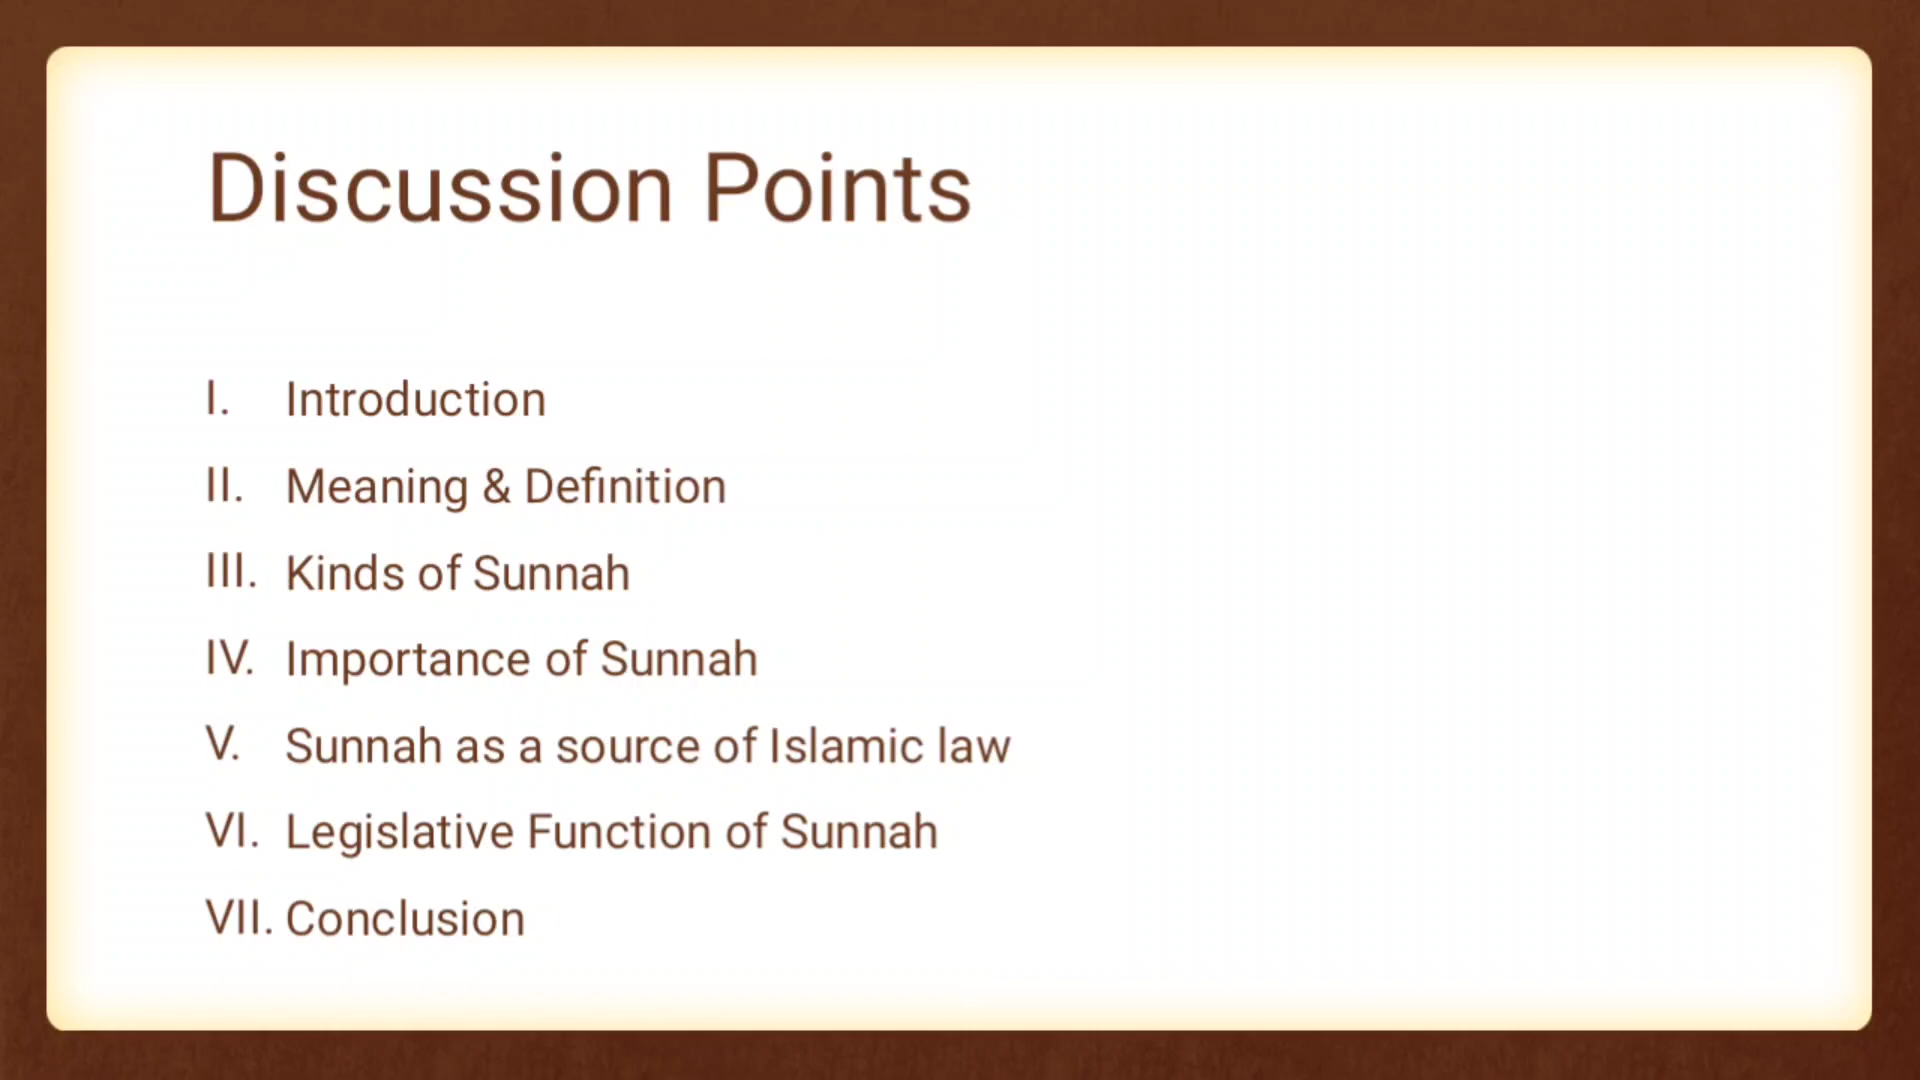 Discussion Points
I. Introduction
II. Meaning & Definition
III. Kinds of Sunnah
IV. Importance of Sunnah
V. Sunnah as a source of Islamic law
VI. Legislative Function of Sunnah
VII. Conclusion